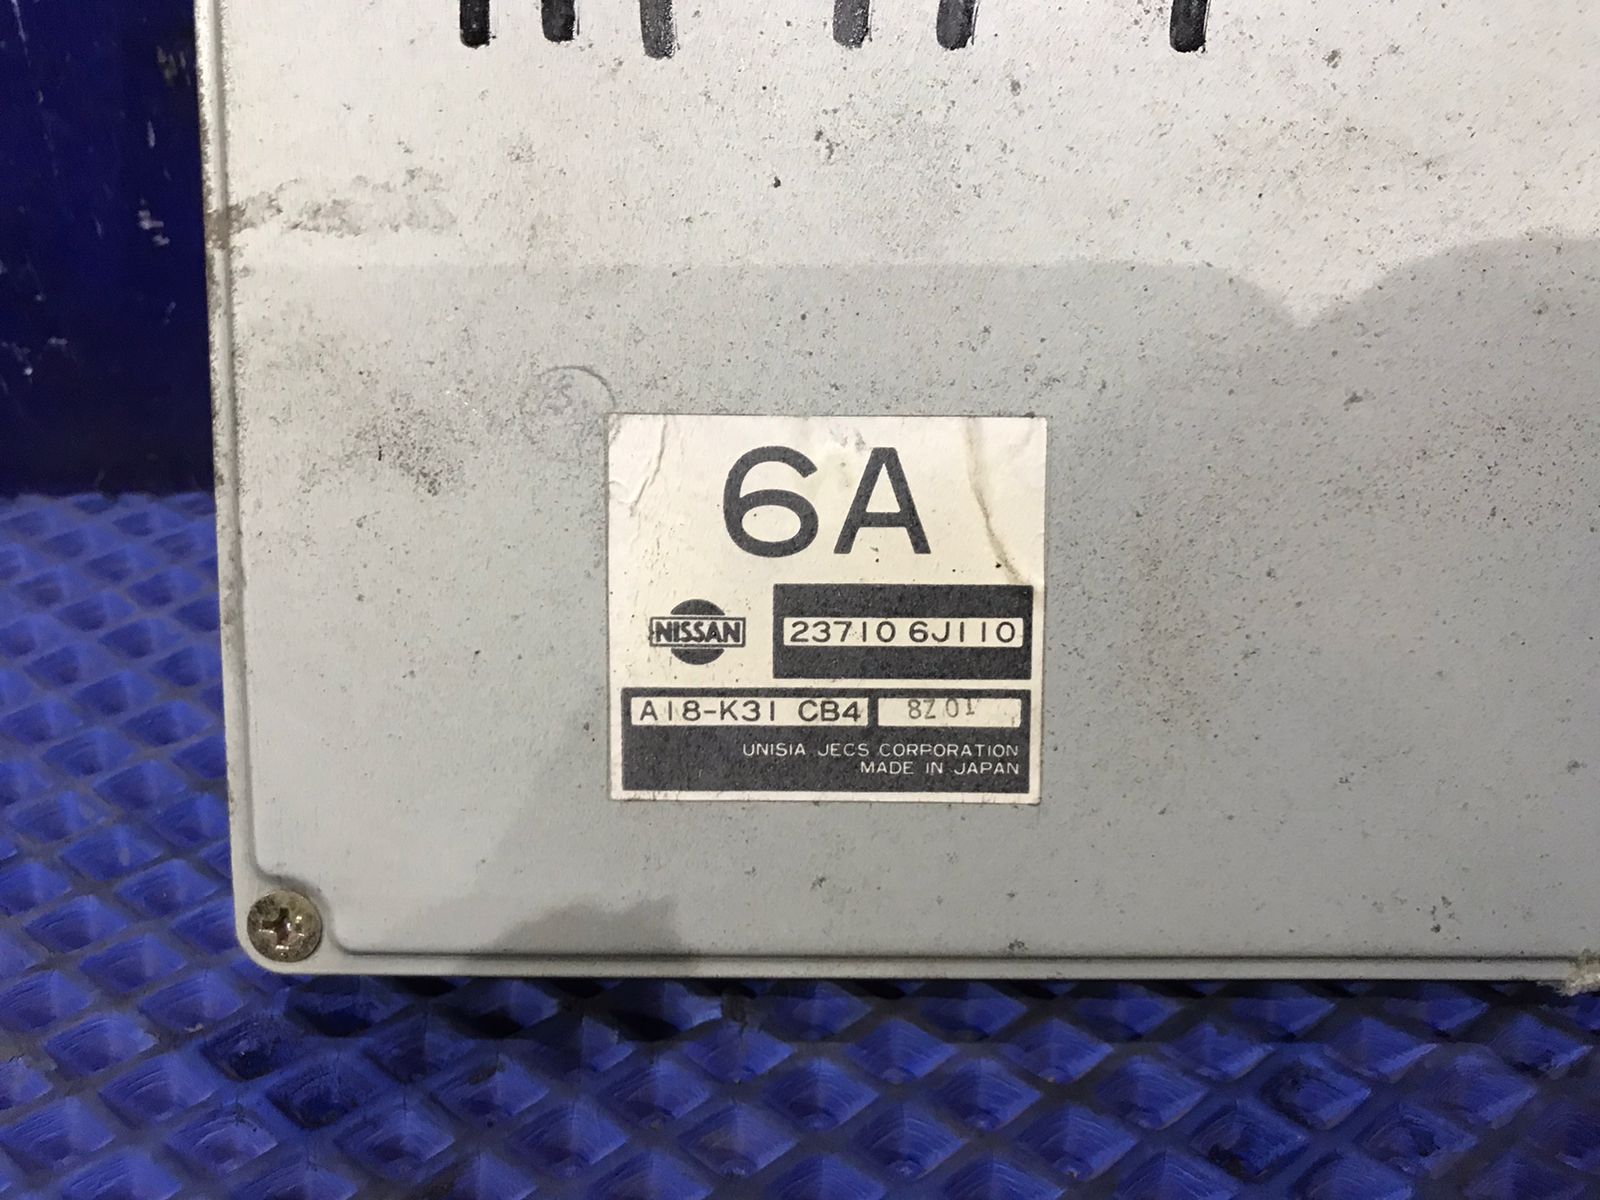 6A
NISSAN
23710 6J110
A18-K31 CB4
8Z01
UNISIA JECS CORPORATION
MADE IN JAPAN